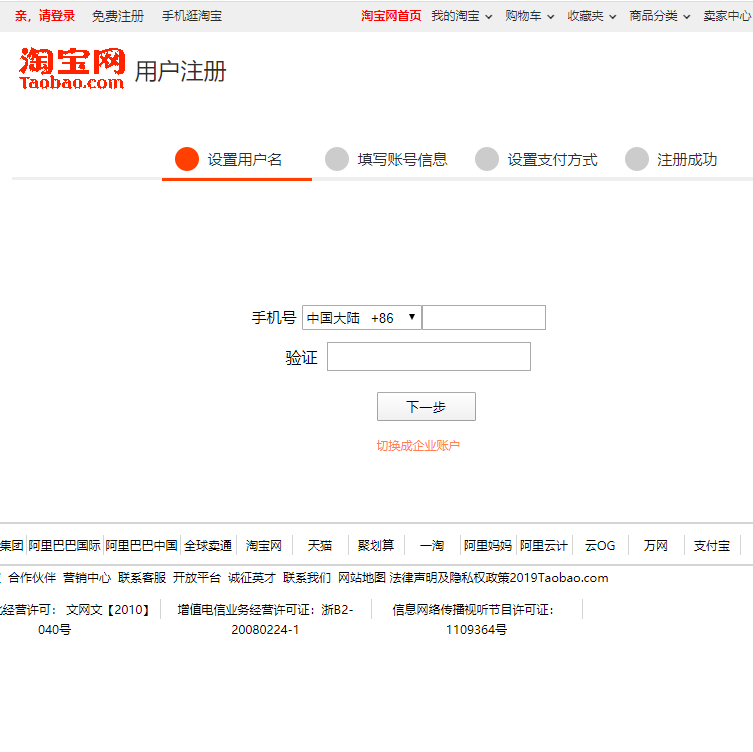 亲，请登录 免费注册 手机逛淘宝 淘宝网首页 我的淘宝 购物车 收藏夹 商品分类 卖家中心
淘宝网
Taobao.com
用户注册
设置用户名 填写账号信息 设置支付方式 注册成功
手机号 中国大陆 +86
验证
下一步
切换成企业账户
集团 阿里巴巴国际 阿里巴巴中国 全球卖通 淘宝网 天猫 聚划算 一淘 阿里妈妈 阿里云计 云OG 万网 支付宝
合作伙伴 营销中心 联系客服 开放平台 诚征英才 联系我们 网站地图 法律声明及隐私权政策2019Taobao.com
经营许可： 文网文【2010】 增值电信业务经营许可证：浙B2- 信息网络传播视听节目许可证：
040号 20080224-1 1109364号